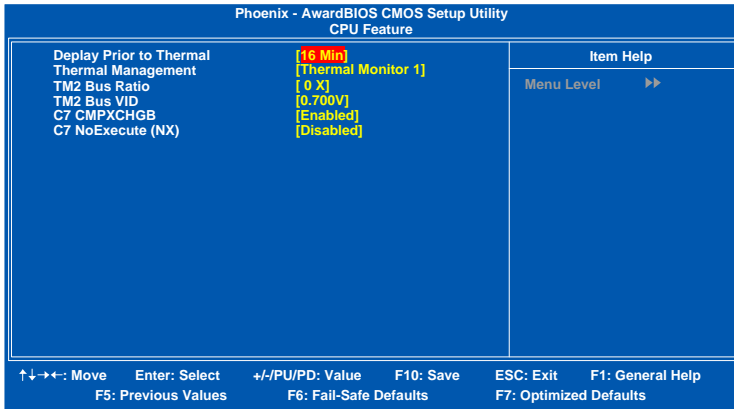 Phoenix - AwardBIOS CMOS Setup Utility
CPU Feature
Deplay Prior to Thermal [16 Min]
Thermal Management [Thermal Monitor 1]
TM2 Bus Ratio [ 0 X]
TM2 Bus VID [0.700V]
C7 CMPXCHGB [Enabled]
C7 NoExecute (NX) [Disabled]
Item Help
Menu Level ▶▶
↑↓→←: Move Enter: Select +/-/PU/PD: Value F10: Save ESC: Exit F1: General Help
F5: Previous Values F6: Fail-Safe Defaults F7: Optimized Defaults